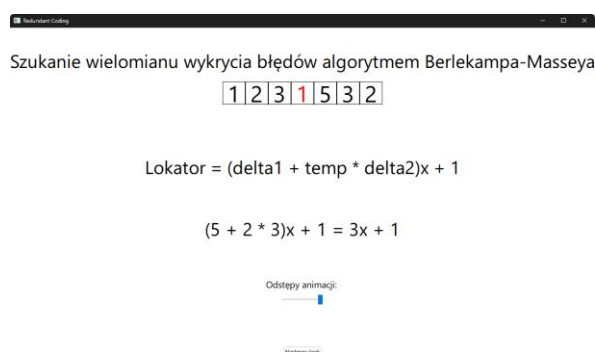 Redundant Coding
Szukanie wielomianu wykrycia błędów algorytmem Berlekampa-Masseya
1 2 3 1 5 3 2
Lokator = (delta1 + temp * delta2)x + 1
(5 + 2 * 3)x + 1 = 3x + 1
Odstępy animacji: